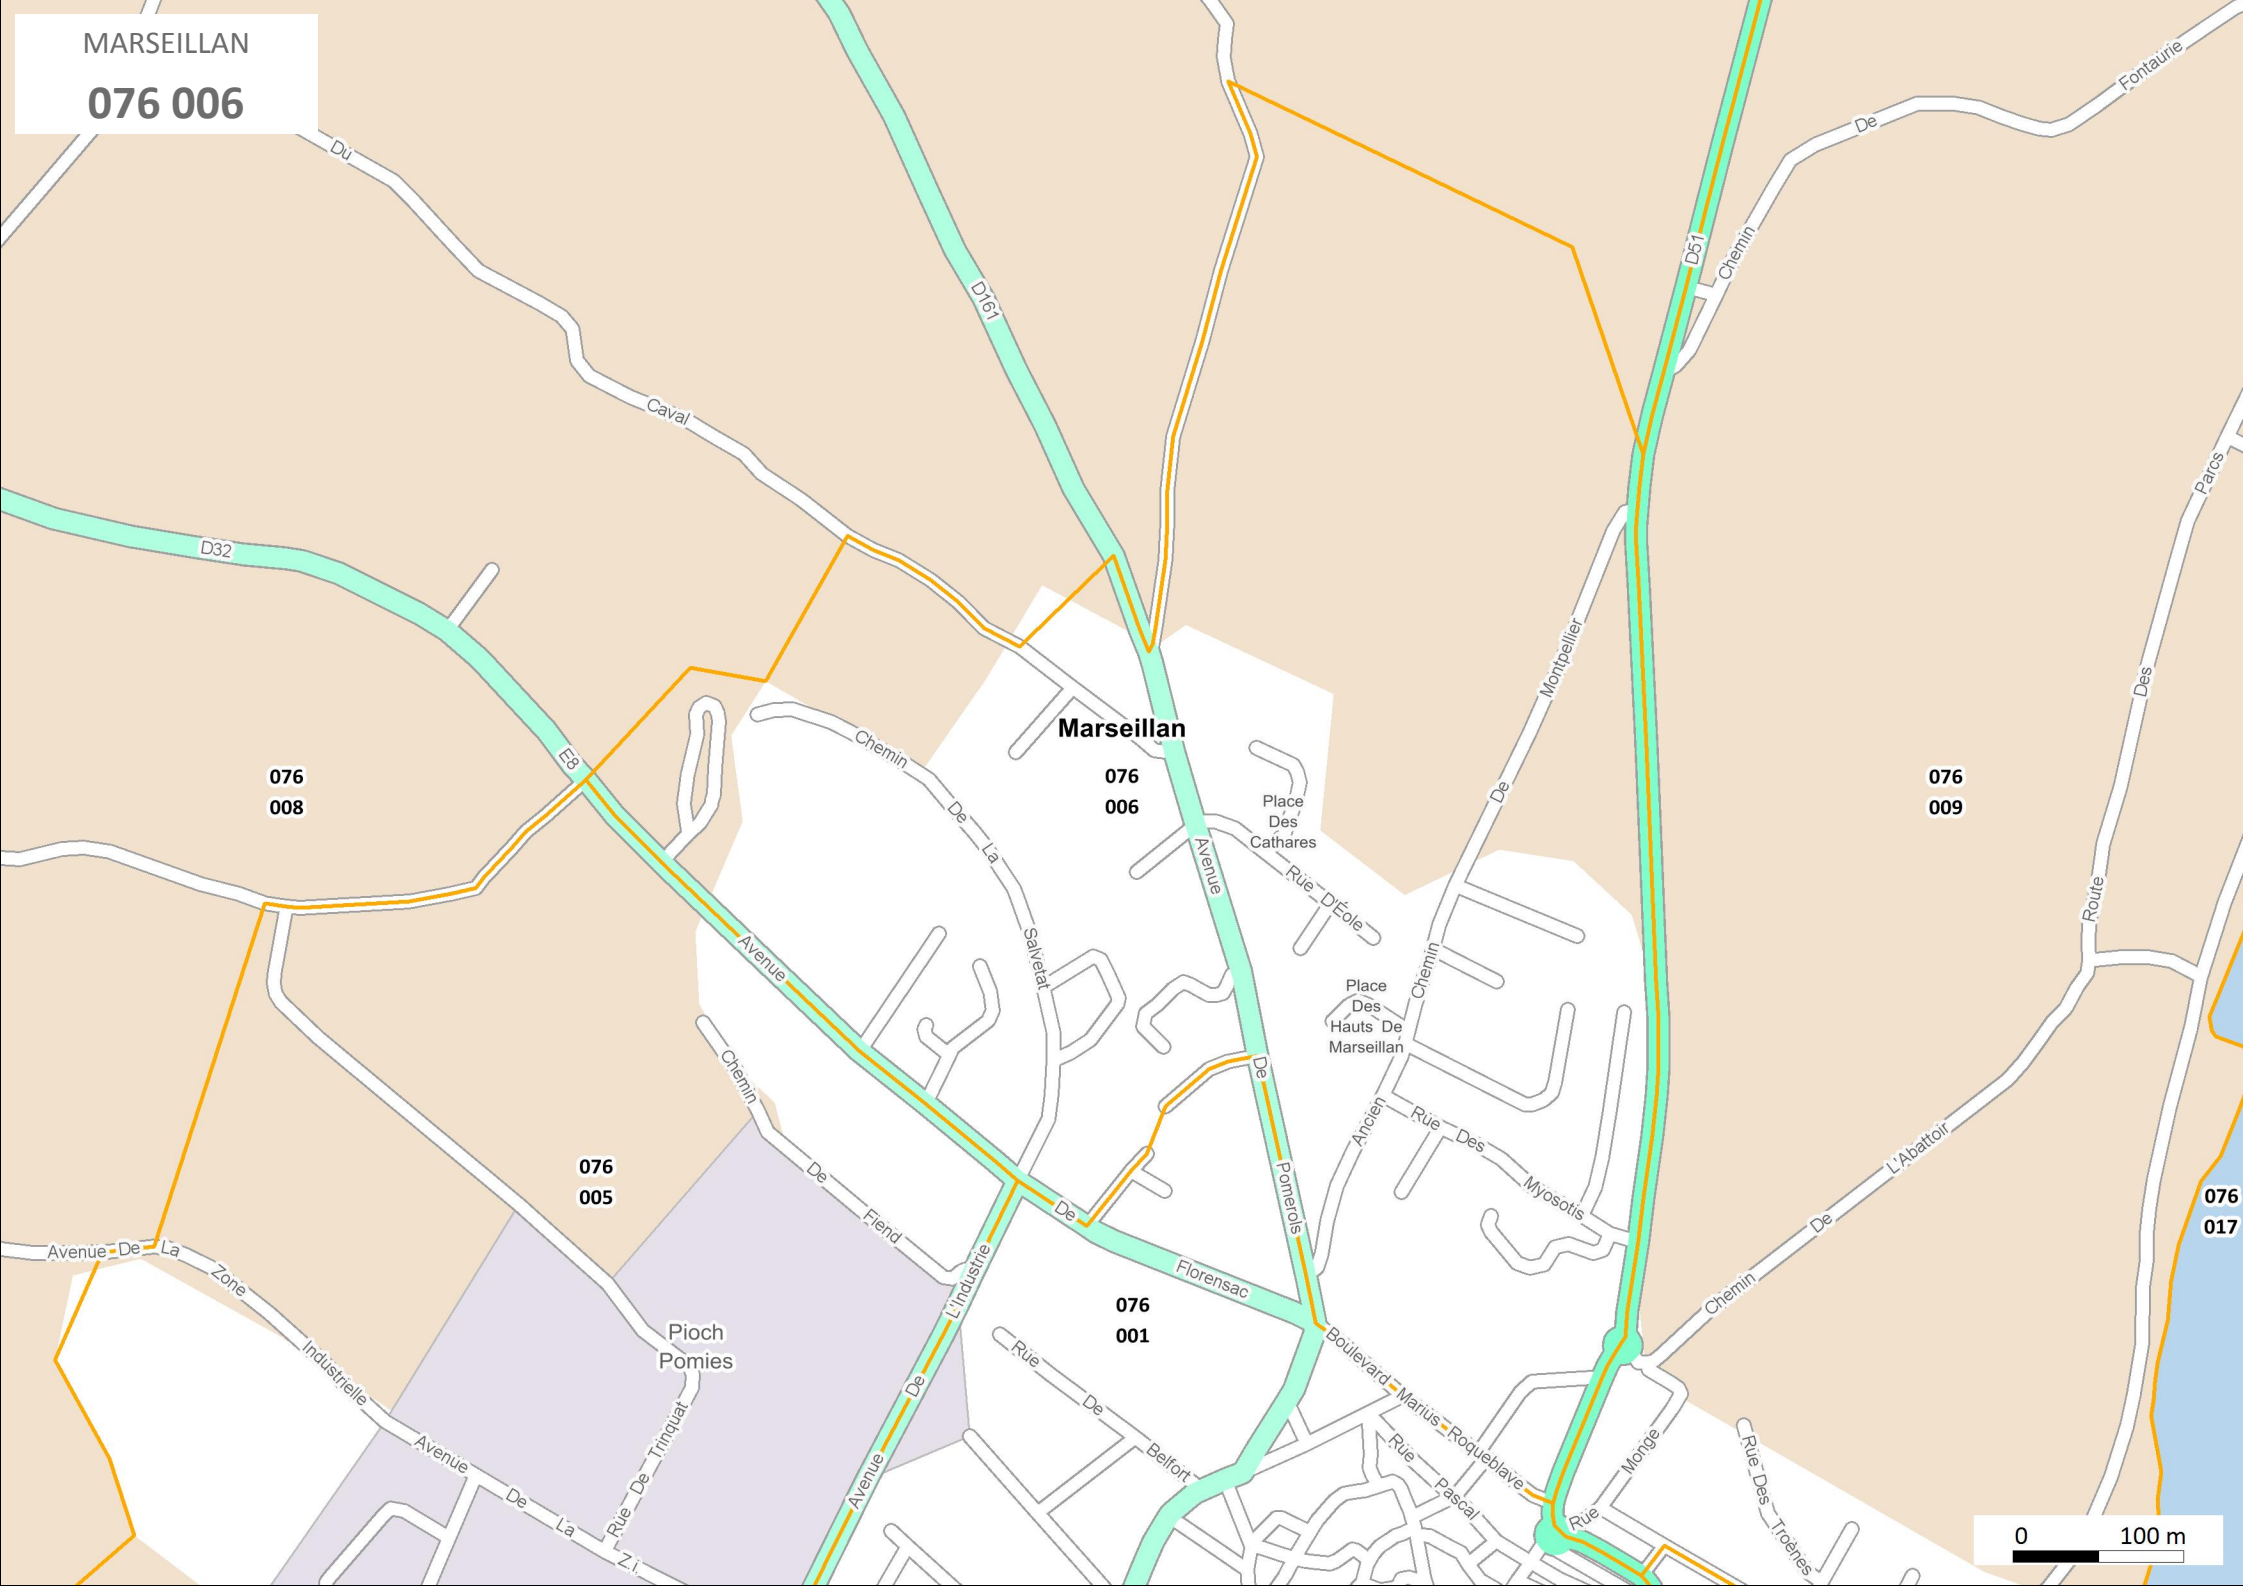 MARSEILLAN
076 006
Du
Fontaurie
De
Chemin
D51
D161
Caval
Parcs
D32
Montpellier
Des
Marseillan
Chemin
E8
076
008
076
006
De
076
009
Place
Des
Cathares
De
La
Avenue
Rue D'Éole
Route
Avenue
Salvetat
Chemin
Place
Des
Hauts De
Marseillan
Chemin
De
Ancien
Rue Des Myosotis
L'Abattoir
076
005
De
Fiend
De
Pomerols
076
017
De
Avenue De La
Zone
Industrielle
L'Industrie
Florensac
Chemin
076
001
Pioch
Pomies
Rue
De
Belfort
Boulevard Marius Roqueblave
De
Avenue
Rue De Trinquat
Avenue
De
La
Z.i.
Rue
Pascal
Monge
Rue
Rue Des Troènes
0 100 m